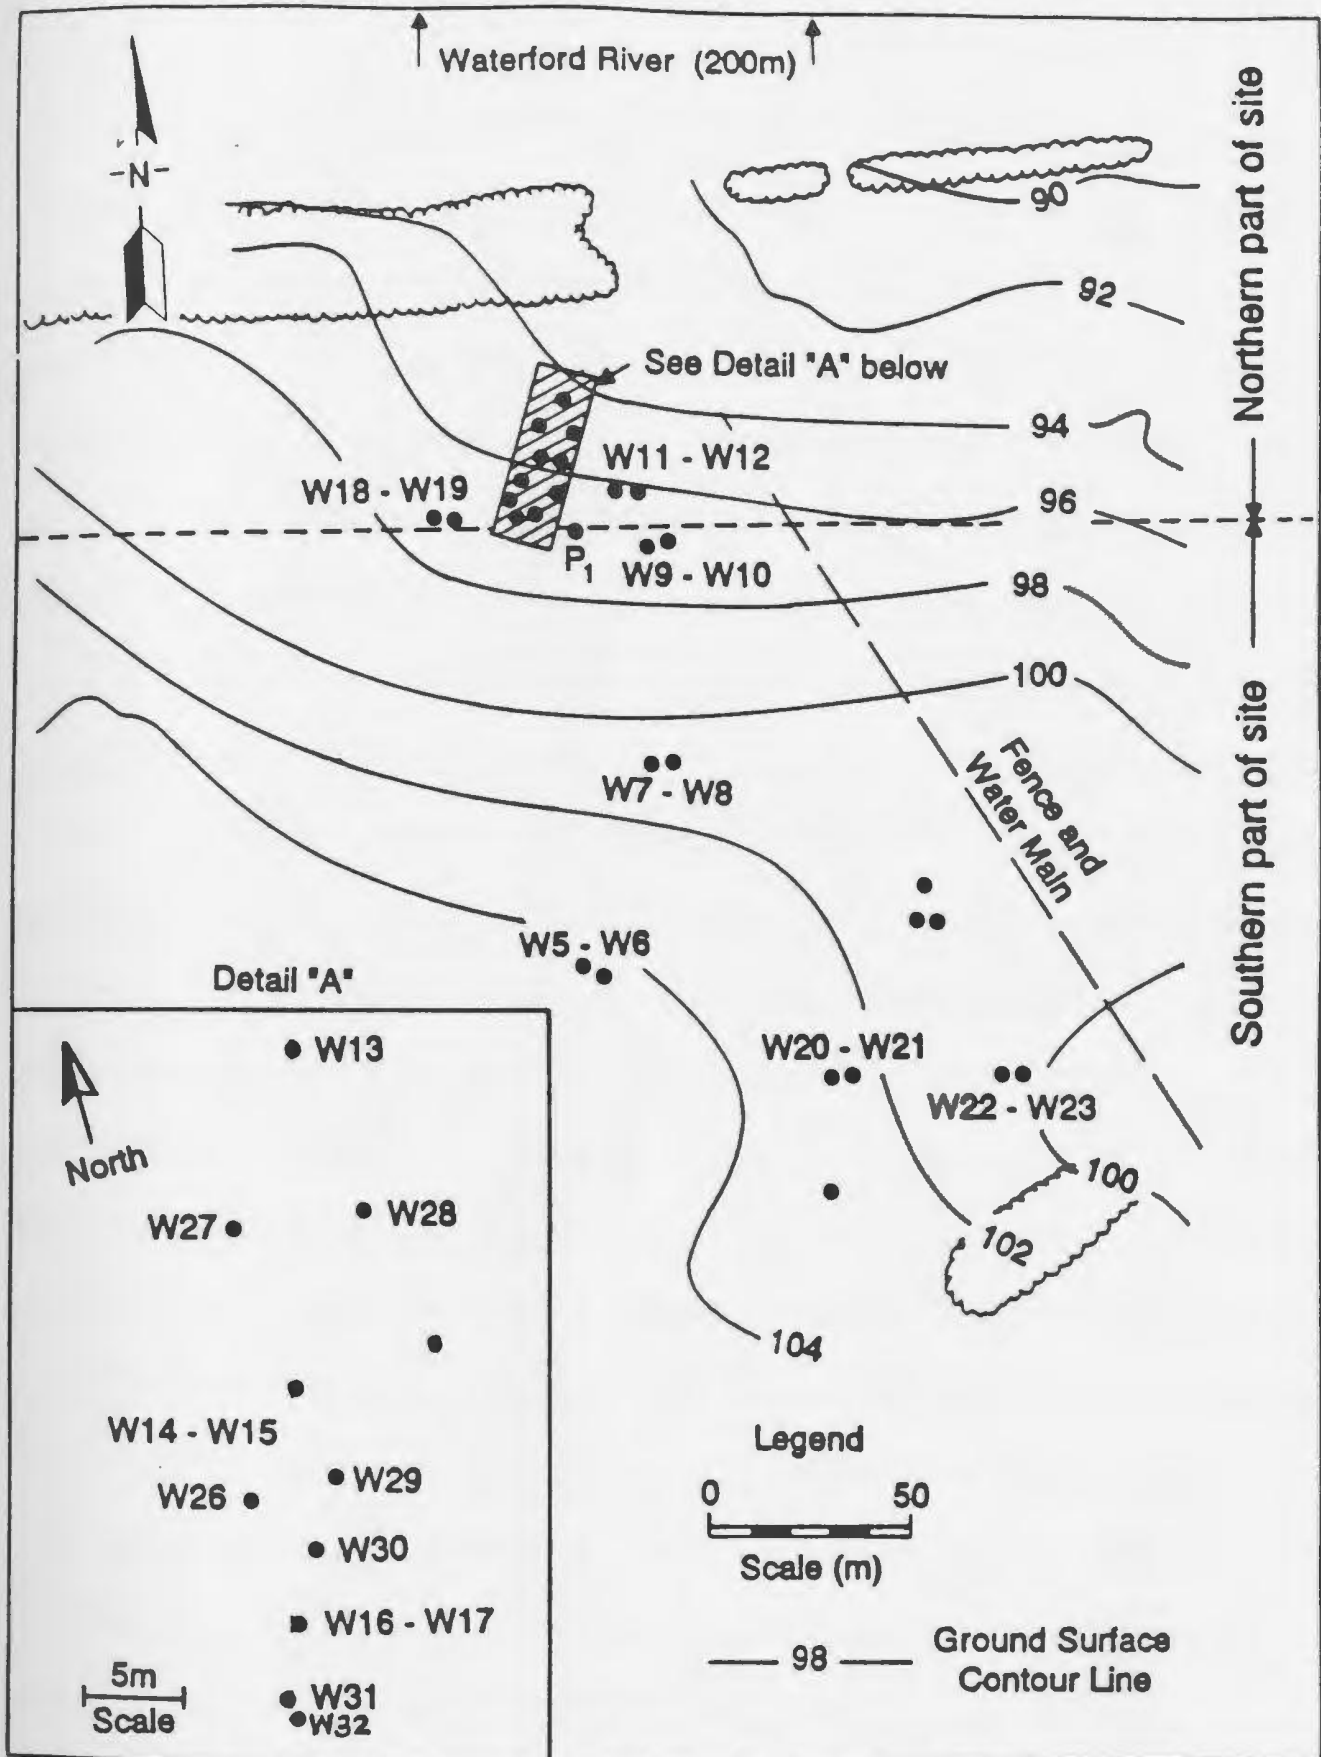 Waterford River (200m)
-N-
Northern part of site
90
92
See Detail "A" below
94
W11 - W12
W18 - W19
96
P1
W9 - W10
98
100
Southern part of site
W7 - W8
Fence and
Water Main
W5 - W6
Detail "A"
W20 - W21
W22 - W23
100
102
104
W13
North
W27
W28
W14 - W15
W26
W29
W30
W16 - W17
W31
W32
5m
Scale
Legend
0 50
Scale (m)
98
Ground Surface
Contour Line